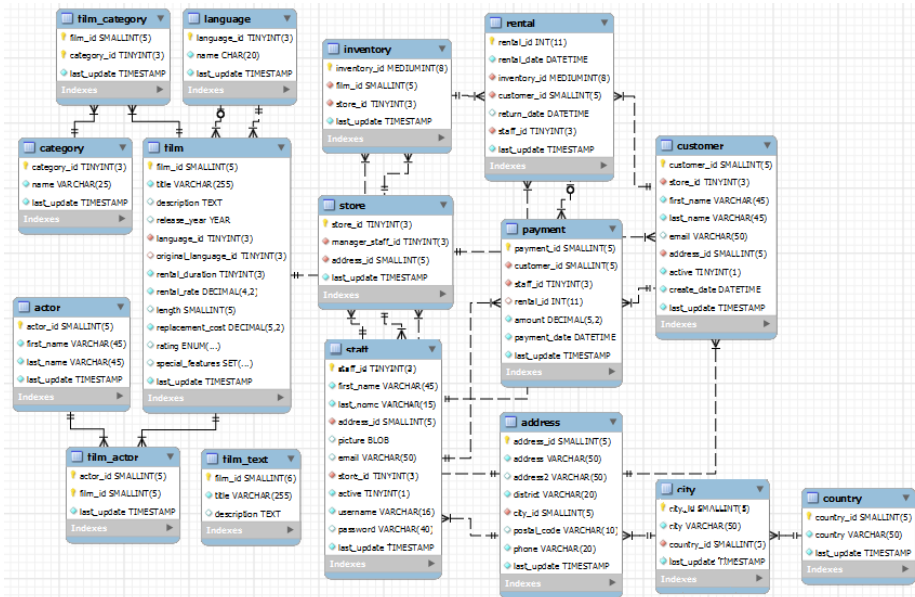 film_category
film_id SMALLINT(5)
category_id TINYINT(3)
last_update TIMESTAMP
Indexes
language
language_id TINYINT(3)
name CHAR(20)
last_update TIMESTAMP
Indexes
inventory
inventory_id MEDIUMINT(8)
film_id SMALLINT(5)
store_id TINYINT(3)
last_update TIMESTAMP
Indexes
rental
rental_id INT(11)
rental_date DATETIME
inventory_id MEDIUMINT(8)
customer_id SMALLINT(5)
return_date DATETIME
staff_id TINYINT(3)
last_update TIMESTAMP
Indexes
category
category_id TINYINT(3)
name VARCHAR(25)
last_update TIMESTAMP
Indexes
film
film_id SMALLINT(5)
title VARCHAR(255)
description TEXT
release_year YEAR
language_id TINYINT(3)
original_language_id TINYINT(3)
rental_duration TINYINT(3)
rental_rate DECIMAL(4,2)
length SMALLINT(5)
replacement_cost DECIMAL(5,2)
rating ENUM(...)
special_features SET(...)
last_update TIMESTAMP
Indexes
customer
customer_id SMALLINT(5)
store_id TINYINT(3)
first_name VARCHAR(45)
last_name VARCHAR(45)
email VARCHAR(50)
address_id SMALLINT(5)
active TINYINT(1)
create_date DATETIME
last_update TIMESTAMP
Indexes
store
store_id TINYINT(3)
manager_staff_id TINYINT(3)
address_id SMALLINT(5)
last_update TIMESTAMP
Indexes
payment
payment_id SMALLINT(5)
customer_id SMALLINT(5)
staff_id TINYINT(3)
rental_id INT(11)
amount DECIMAL(5,2)
payment_date DATETIME
last_update TIMESTAMP
Indexes
actor
actor_id SMALLINT(5)
first_name VARCHAR(45)
last_name VARCHAR(45)
last_update TIMESTAMP
Indexes
staff
staff_id TINYINT(3)
first_name VARCHAR(45)
last_name VARCHAR(45)
address_id SMALLINT(5)
picture BLOB
email VARCHAR(50)
store_id TINYINT(3)
active TINYINT(1)
username VARCHAR(16)
password VARCHAR(40)
last_update TIMESTAMP
Indexes
address
address_id SMALLINT(5)
address VARCHAR(50)
address2 VARCHAR(50)
district VARCHAR(20)
city_id SMALLINT(5)
postal_code VARCHAR(10)
phone VARCHAR(20)
last_update TIMESTAMP
Indexes
film_actor
actor_id SMALLINT(5)
film_id SMALLINT(5)
last_update TIMESTAMP
Indexes
film_text
film_id SMALLINT(6)
title VARCHAR(255)
description TEXT
Indexes
city
city_id SMALLINT(5)
city VARCHAR(50)
country_id SMALLINT(5)
last_update TIMESTAMP
Indexes
country
country_id SMALLINT(5)
country VARCHAR(50)
last_update TIMESTAMP
Indexes